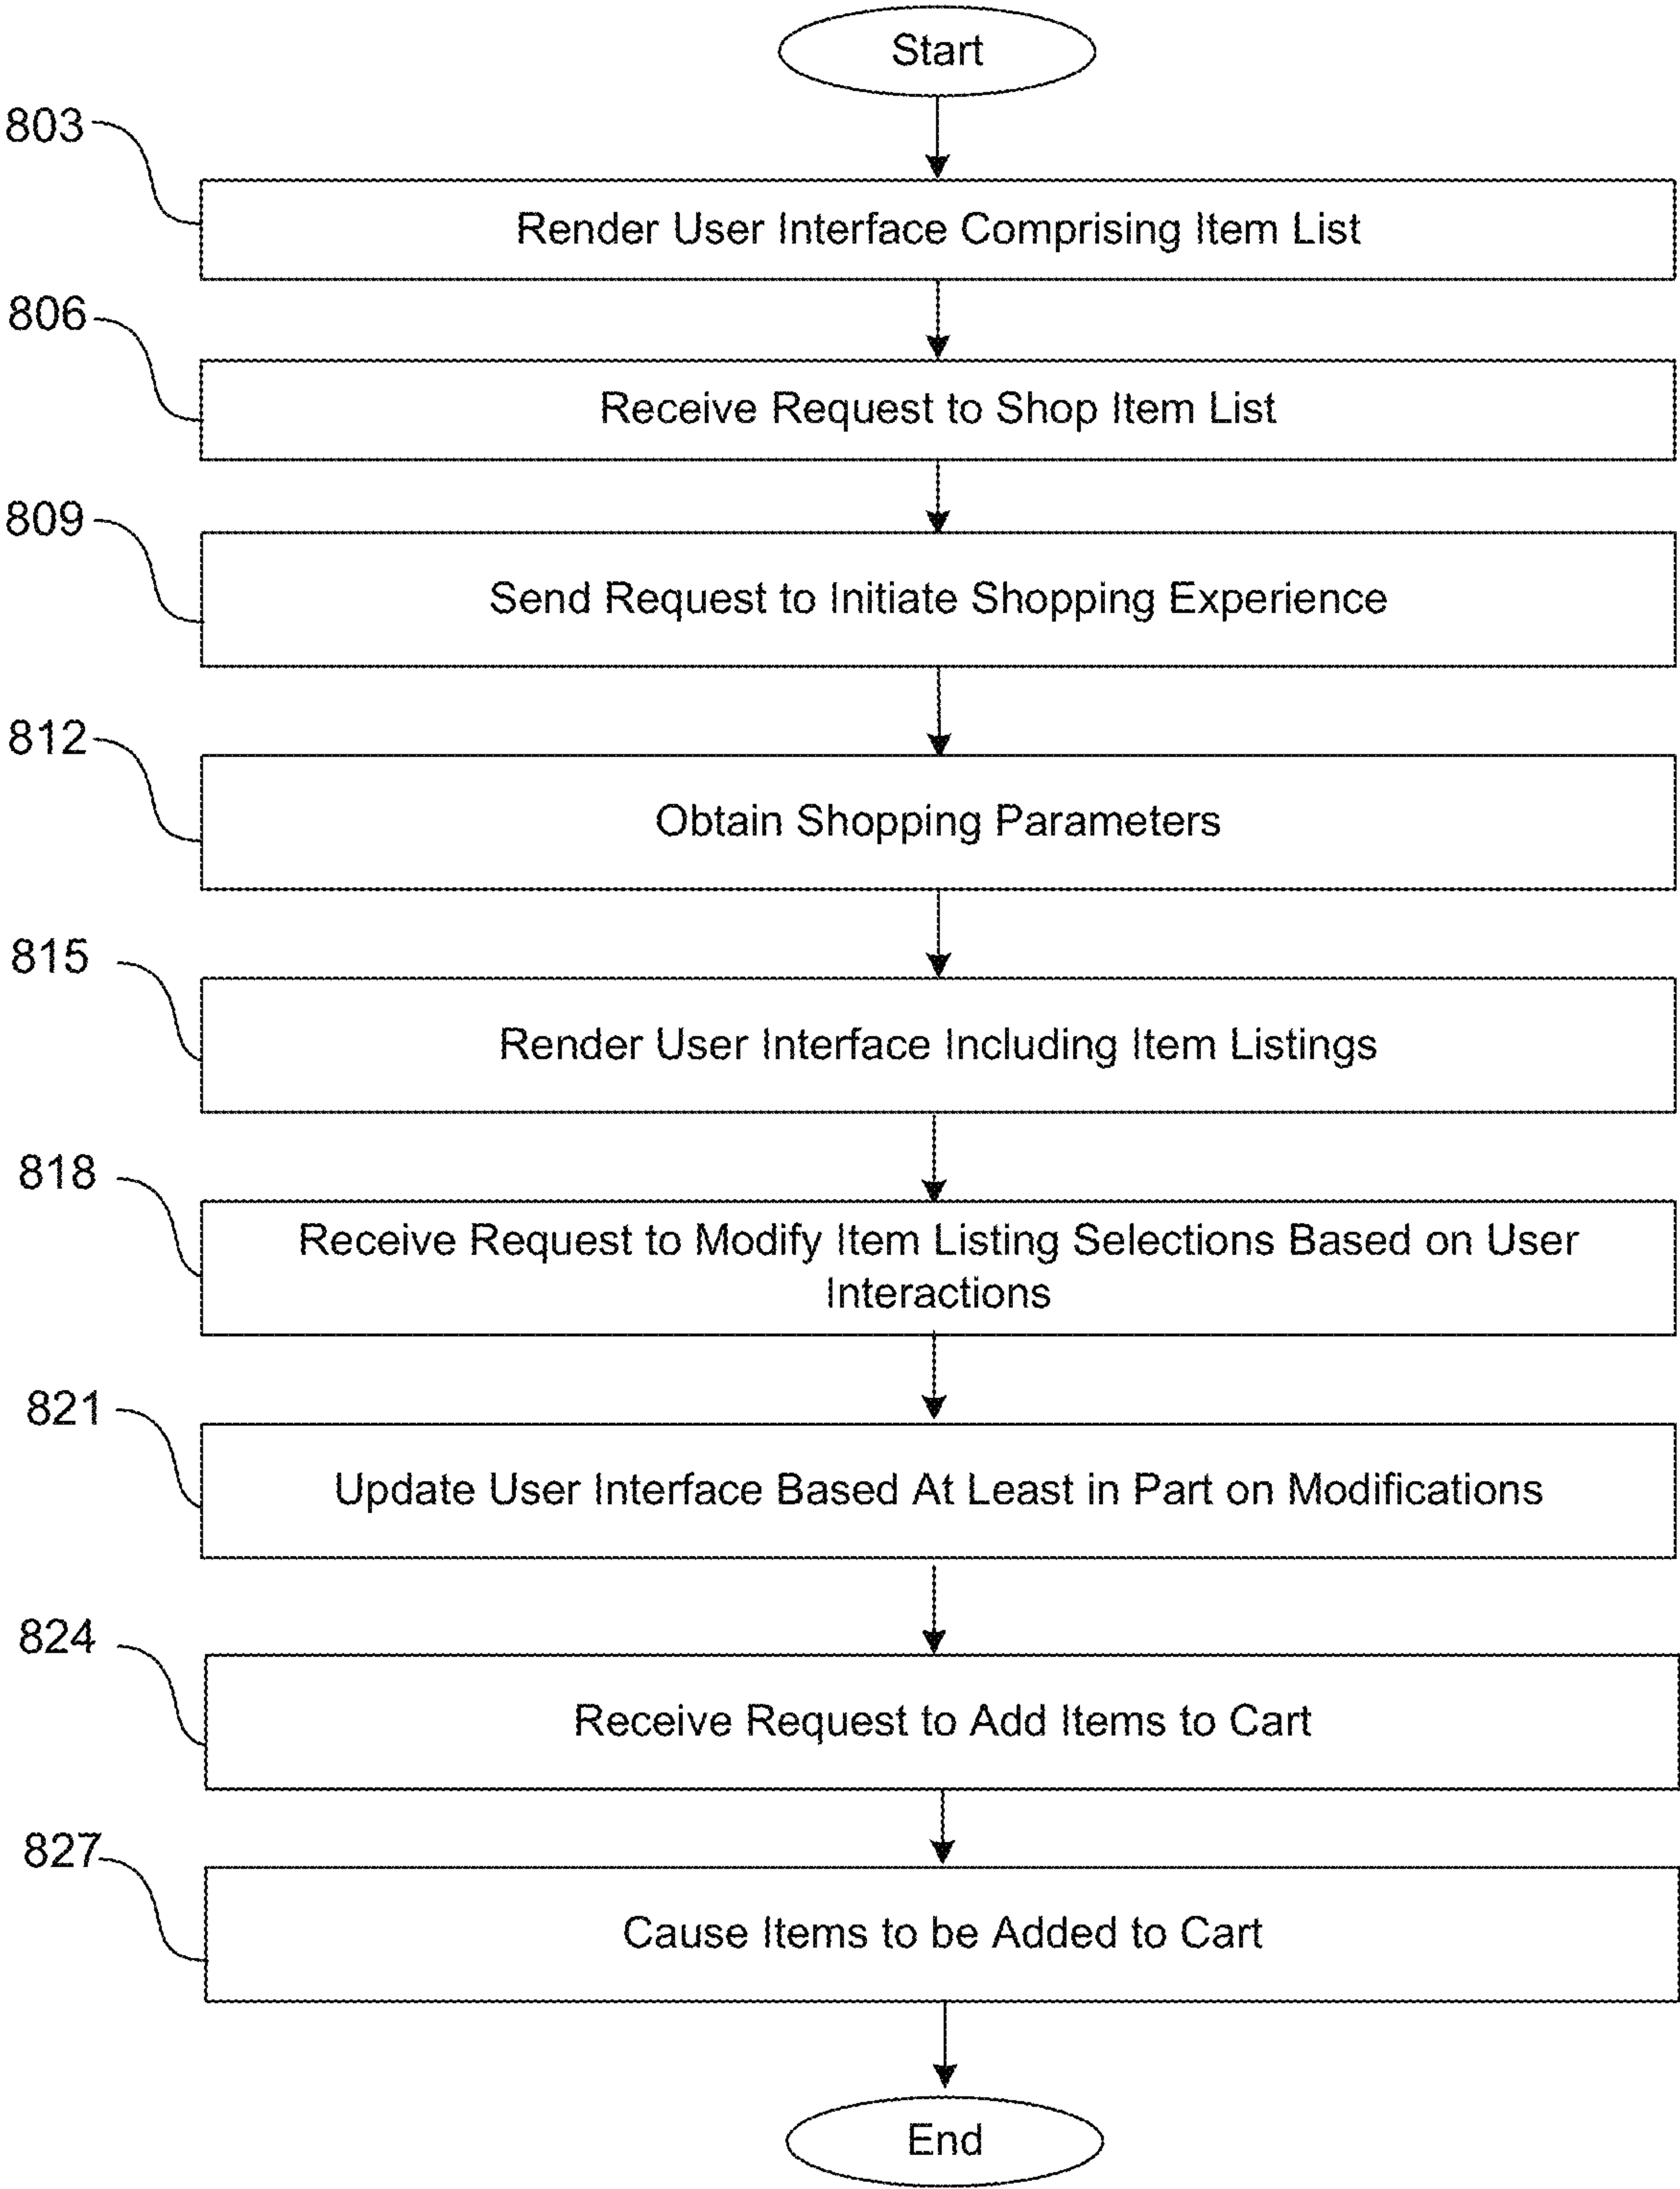 Start
803
Render User Interface Comprising Item List
806
Receive Request to Shop Item List
809
Send Request to Initiate Shopping Experience
812
Obtain Shopping Parameters
815
Render User Interface Including Item Listings
818
Receive Request to Modify Item Listing Selections Based on User
Interactions
821
Update User Interface Based At Least in Part on Modifications
824
Receive Request to Add Items to Cart
827
Cause Items to be Added to Cart
End